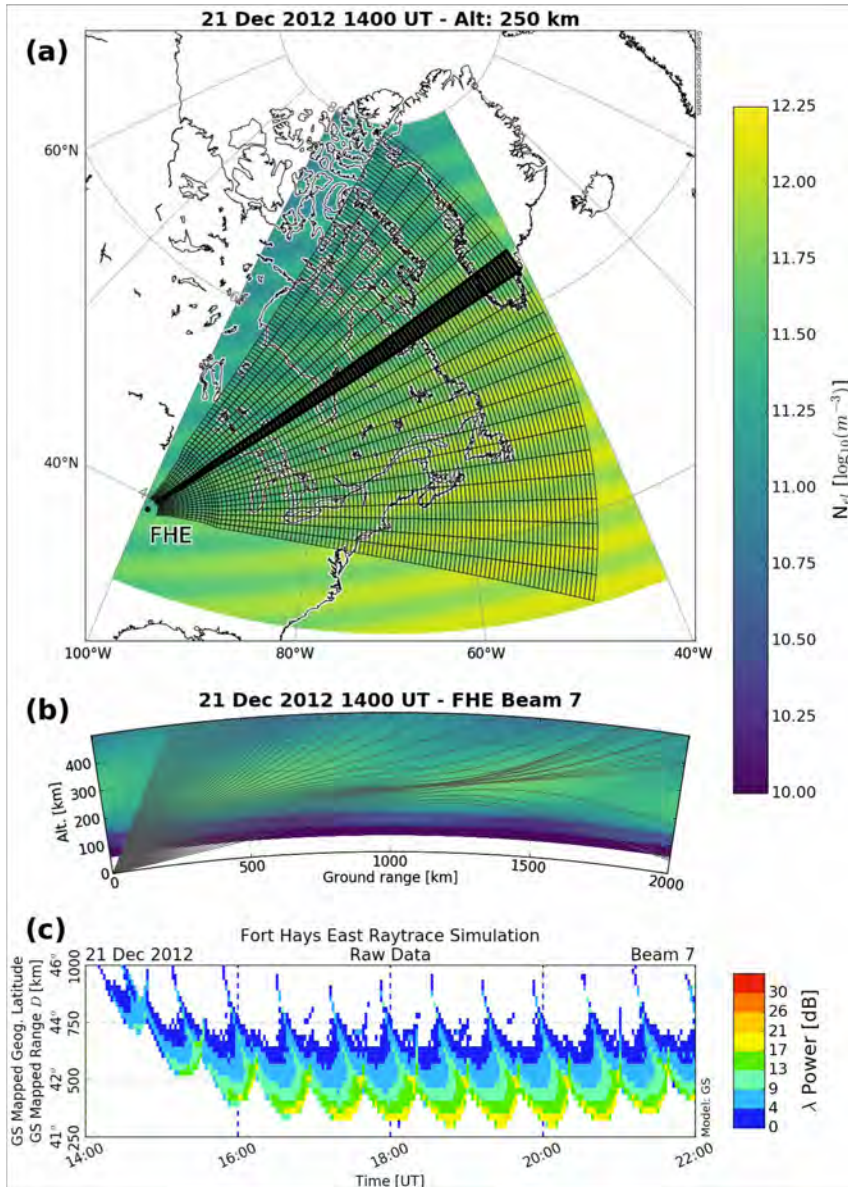 21 Dec 2012 1400 UT - Alt: 250 km
(a)
Geographic coordinates
60°N
40°N
FHE
100°W 80°W 60°W 40°W
12.25
12.00
11.75
11.50
11.25
11.00
10.75
10.50
10.25
10.00
N_el [log10(m^-3)]
(b)
21 Dec 2012 1400 UT - FHE Beam 7
Alt. [km]
400
300
200
100
0
0 500 1000 1500 2000
Ground range [km]
(c)
Fort Hays East Raytrace Simulation
21 Dec 2012 Raw Data Beam 7
GS Mapped Geog. Latitude
GS Mapped Range D [km]
46° 1000
44° 750
42° 500
41° 250
14:00 16:00 18:00 20:00 22:00
Time [UT]
Model: GS
30
26
21
17
13
9
4
0
λ Power [dB]